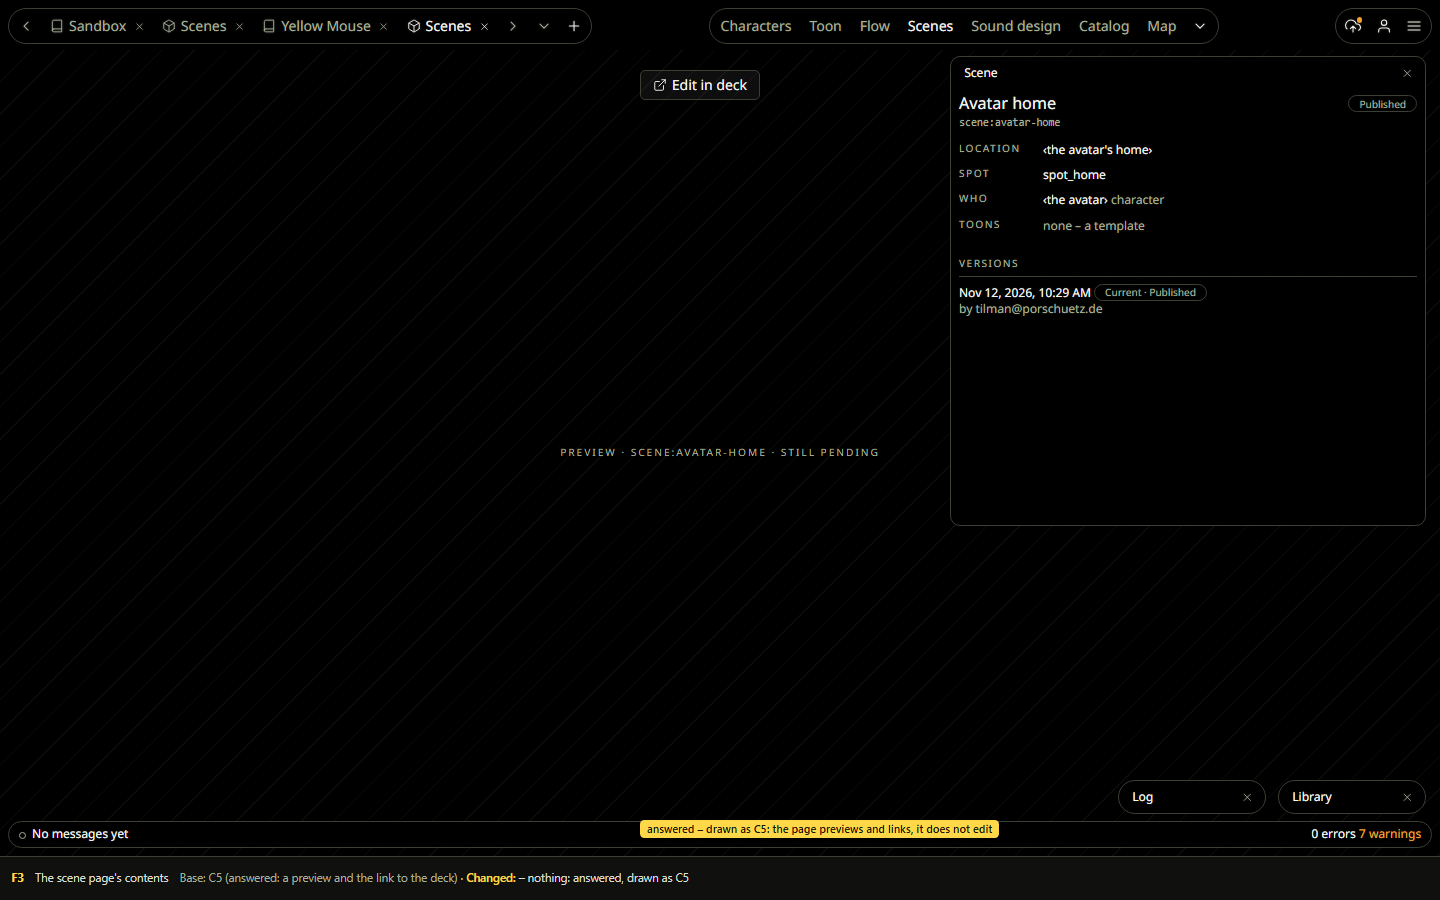 Sandbox Scenes Yellow Mouse Scenes
Characters Toon Flow Scenes Sound design Catalog Map
Edit in deck
Scene
Avatar home Published
scene:avatar-home
LOCATION ‹the avatar's home›
SPOT spot_home
WHO ‹the avatar› character
TOONS none – a template
VERSIONS
Nov 12, 2026, 10:29 AM Current · Published
by tilman@porschuetz.de
PREVIEW · SCENE:AVATAR-HOME · STILL PENDING
Log Library
No messages yet
answered – drawn as C5: the page previews and links, it does not edit
0 errors 7 warnings
F3 The scene page's contents Base: C5 (answered: a preview and the link to the deck) · Changed: – nothing: answered, drawn as C5